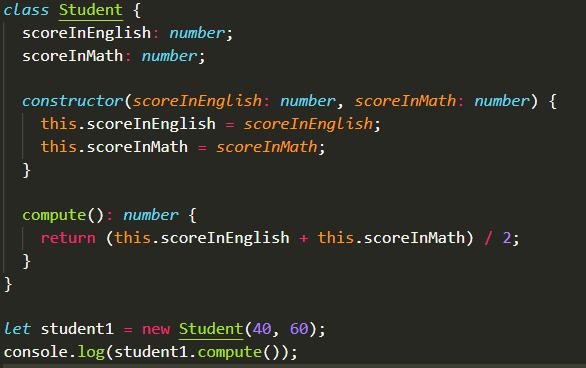 class Student {
scoreInEnglish: number;
scoreInMath: number;
constructor(scoreInEnglish: number, scoreInMath: number) {
this.scoreInEnglish = scoreInEnglish;
this.scoreInMath = scoreInMath;
}
compute(): number {
return (this.scoreInEnglish + this.scoreInMath) / 2;
}
}
let student1 = new Student(40, 60);
console.log(student1.compute());